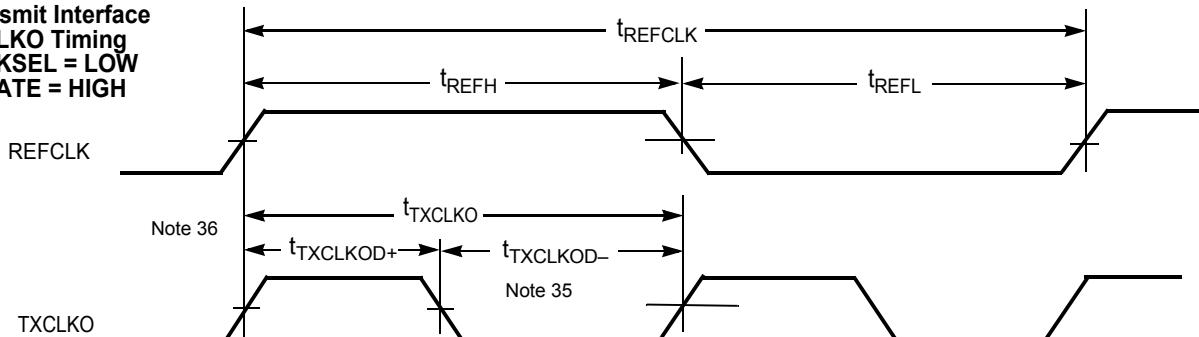 smit Interface
LKO Timing
KSEL = LOW
ATE = HIGH
tREFCLK
tREFH
tREFL
REFCLK
Note 36
tTXCLKO
tTXCLKOD+
tTXCLKOD–
Note 35
TXCLKO